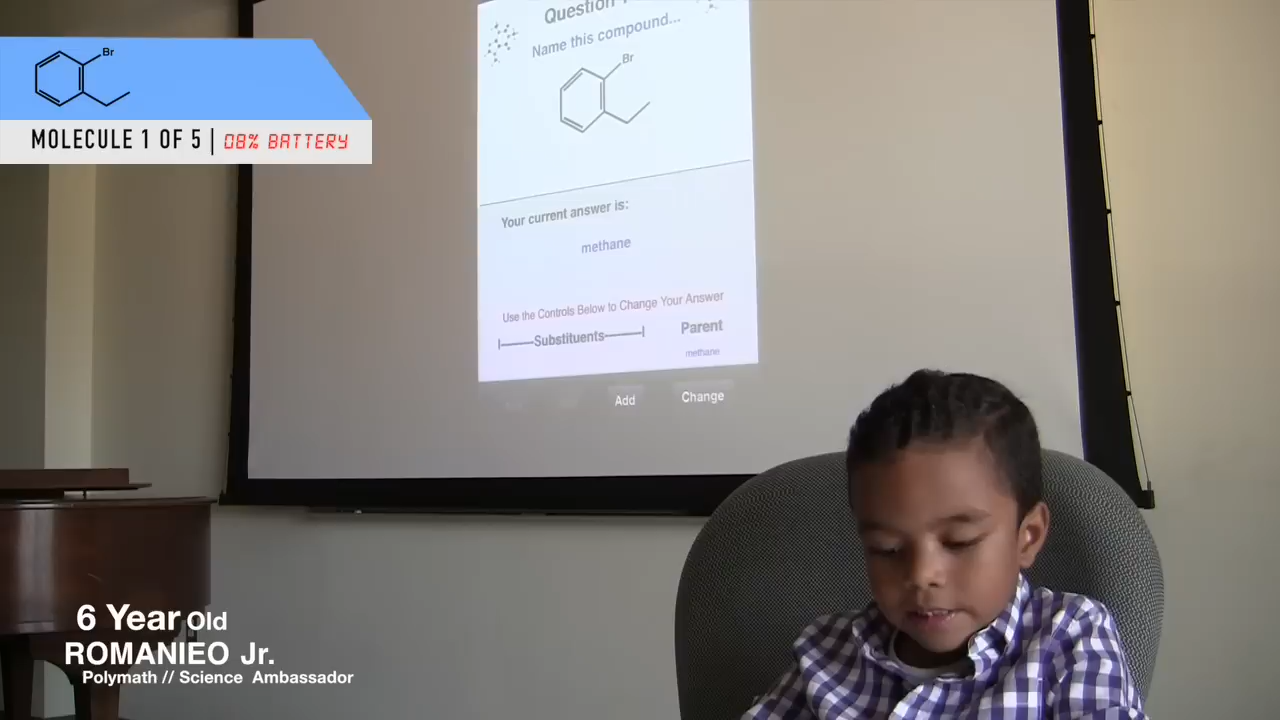 Br
MOLECULE 1 OF 5 | 08% BATTERY
Question
Name this compound...
Br
Your current answer is:
methane
Use the Controls Below to Change Your Answer
Substituents
Parent
methane
Add
Change
6 Year Old
ROMANIEO Jr.
Polymath // Science Ambassador